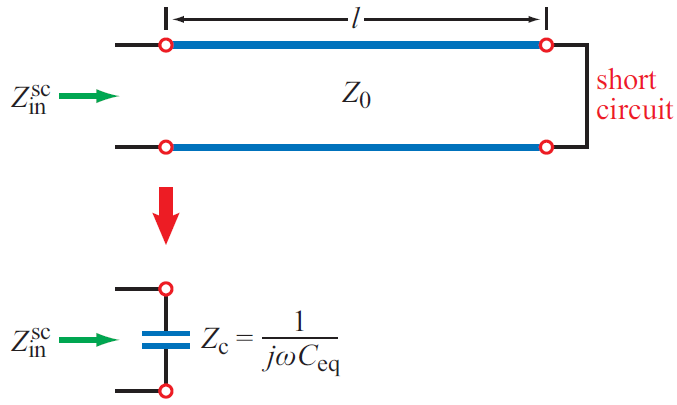 l
Z_in^sc
Z_0
short
circuit
Z_in^sc
Z_c = 1/(jωC_eq)